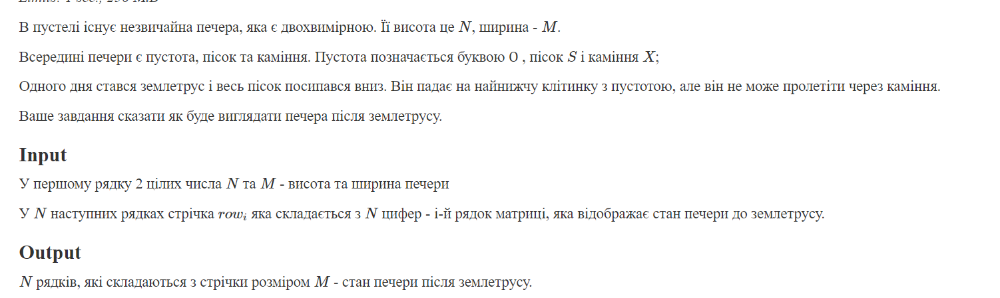 Limits: 1 sec., 256 MiB
В пустелі існує незвичайна печера, яка є двохвимірною. Її висота це N, ширина - M.
Всередині печери є пустота, пісок та каміння. Пустота позначається буквою O , пісок S і каміння X;
Одного дня стався землетрус і весь пісок посипався вниз. Він падає на найнижчу клітинку з пустотою, але він не може пролетіти через каміння.
Ваше завдання сказати як буде виглядати печера після землетрусу.
Input
У першому рядку 2 цілих числа N та M - висота та ширина печери
У N наступних рядках стрічка row_i яка складається з N цифер - і-й рядок матриці, яка відображає стан печери до землетрусу.
Output
N рядків, які складаються з стрічки розміром M - стан печери після землетрусу.